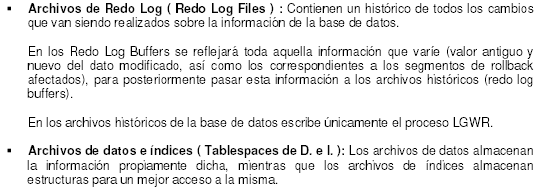 ▪ Archivos de Redo Log ( Redo Log Files ) : Contienen un histórico de todos los cambios
que van siendo realizados sobre la información de la base de datos.
En los Redo Log Buffers se reflejará toda aquella información que varíe (valor antiguo y
nuevo del dato modificado, así como los correspondientes a los segmentos de rollback
afectados), para posteriormente pasar esta información a los archivos históricos (redo log
buffers).
En los archivos históricos de la base de datos escribe únicamente el proceso LGWR.
▪ Archivos de datos e índices ( Tablespaces de D. e I. ): Los archivos de datos almacenan
la información propiamente dicha, mientras que los archivos de índices almacenan
estructuras para un mejor acceso a la misma.